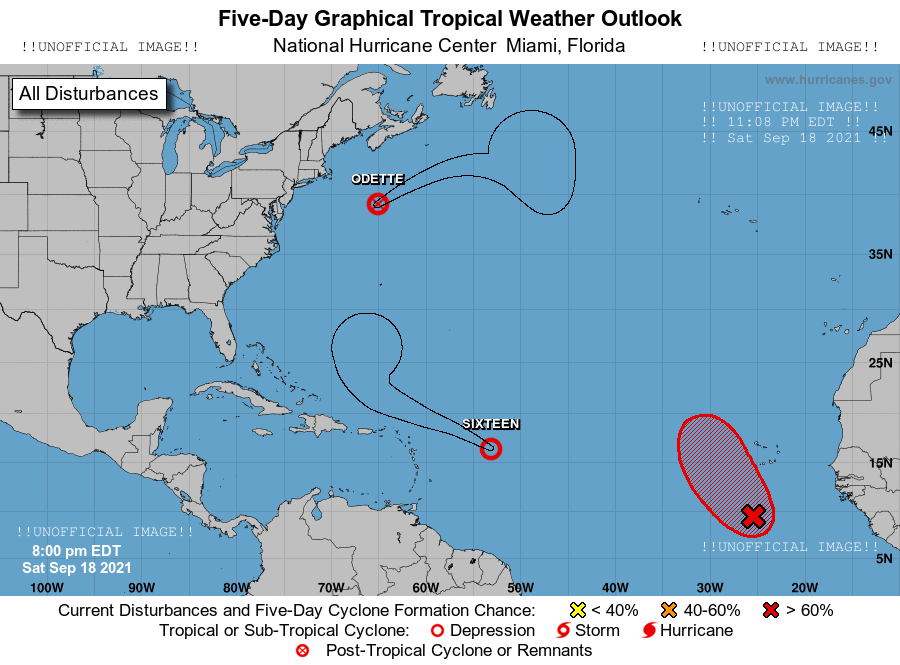 Five-Day Graphical Tropical Weather Outlook
!!UNOFFICIAL IMAGE!! National Hurricane Center Miami, Florida !!UNOFFICIAL IMAGE!!
www.hurricanes.gov
All Disturbances
!!UNOFFICIAL IMAGE!!
!! 11:08 PM EDT !!
!! Sat Sep 18 2021 !!
45N
ODETTE
35N
25N
SIXTEEN
15N
!!UNOFFICIAL IMAGE!!
!!UNOFFICIAL IMAGE!!
8:00 pm EDT
5N
Sat Sep 18 2021
100W 90W 80W 70W 60W 50W 40W 30W 20W
Current Disturbances and Five-Day Cyclone Formation Chance: < 40% 40-60% > 60%
Tropical or Sub-Tropical Cyclone: Depression Storm Hurricane
Post-Tropical Cyclone or Remnants